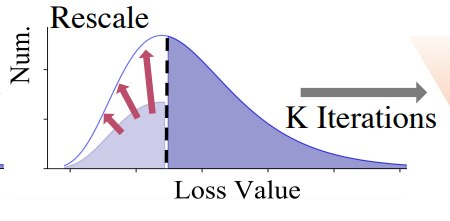 Rescale
Num.
K Iterations
Loss Value